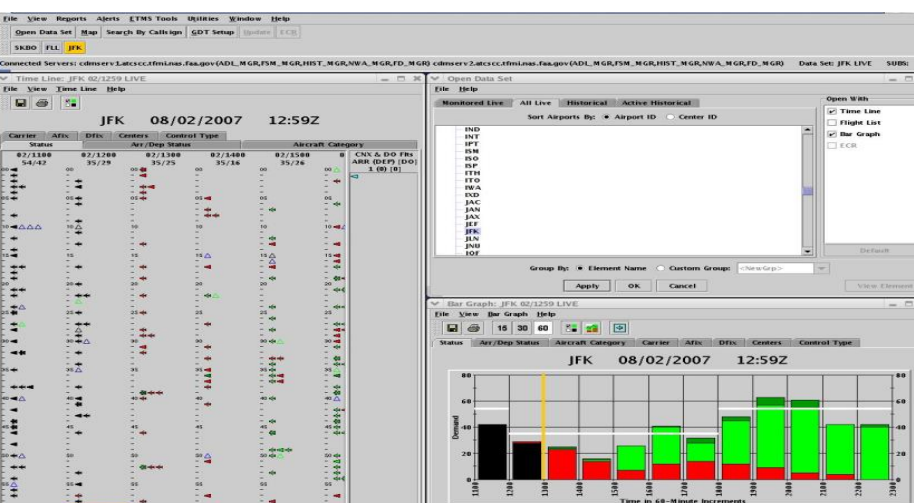 File View Reports Alerts ETMS Tools Utilities Window Help
Open Data Set Map Search By Callsign GDT Setup Update ECR
SKBO FLL JFK
Connected Servers: cdmserv1.atcscc.tfmi.nas.faa.gov(ADL_MGR,FSM_MGR,HIST_MGR,NWA_MGR,FD_MGR) cdmserv2.atcscc.tfmi.nas.faa.gov(ADL_MGR,FSM_MGR,HIST_MGR,NWA_MGR,FD_MGR) Data Set: JFK LIVE SUBS:
Time Line: JFK 02/1259 LIVE
File View Time Line Help
JFK 08/02/2007 12:59Z
Carrier Afix Dfix Centers Control Type
Status Arr/Dep Status Aircraft Category
02/1100 02/1200 02/1300 02/1400 02/1500 0 CNX & DO Flts
54/42 35/29 35/25 35/16 35/26 ARR (DEP) [DO]
1 (0) [0]
Open Data Set
File Help
Monitored Live All Live Historical Active Historical
Sort Airports By: Airport ID Center ID
IND
INT
IPT
ISM
ISO
ISP
ITH
ITO
IWA
IXD
JAC
JAN
JAX
JEF
JFK
JLN
JNU
Open With
Time Line
Flight List
Bar Graph
ECR
Default
Group By: Element Name Custom Group: <NewGrp>
Apply OK Cancel View Element
Bar Graph: JFK 02/1259 LIVE
File View Bar Graph Help
15 30 60
Status Arr/Dep Status Aircraft Category Carrier Afix Dfix Centers Control Type
JFK 08/02/2007 12:59Z
80 80
60 60
Demand
40 40
20 20
1100 1200 1300 1400 1500 1600 1700 1800 1900 2000 2100 2200 2300
Time in 60-Minute Increments